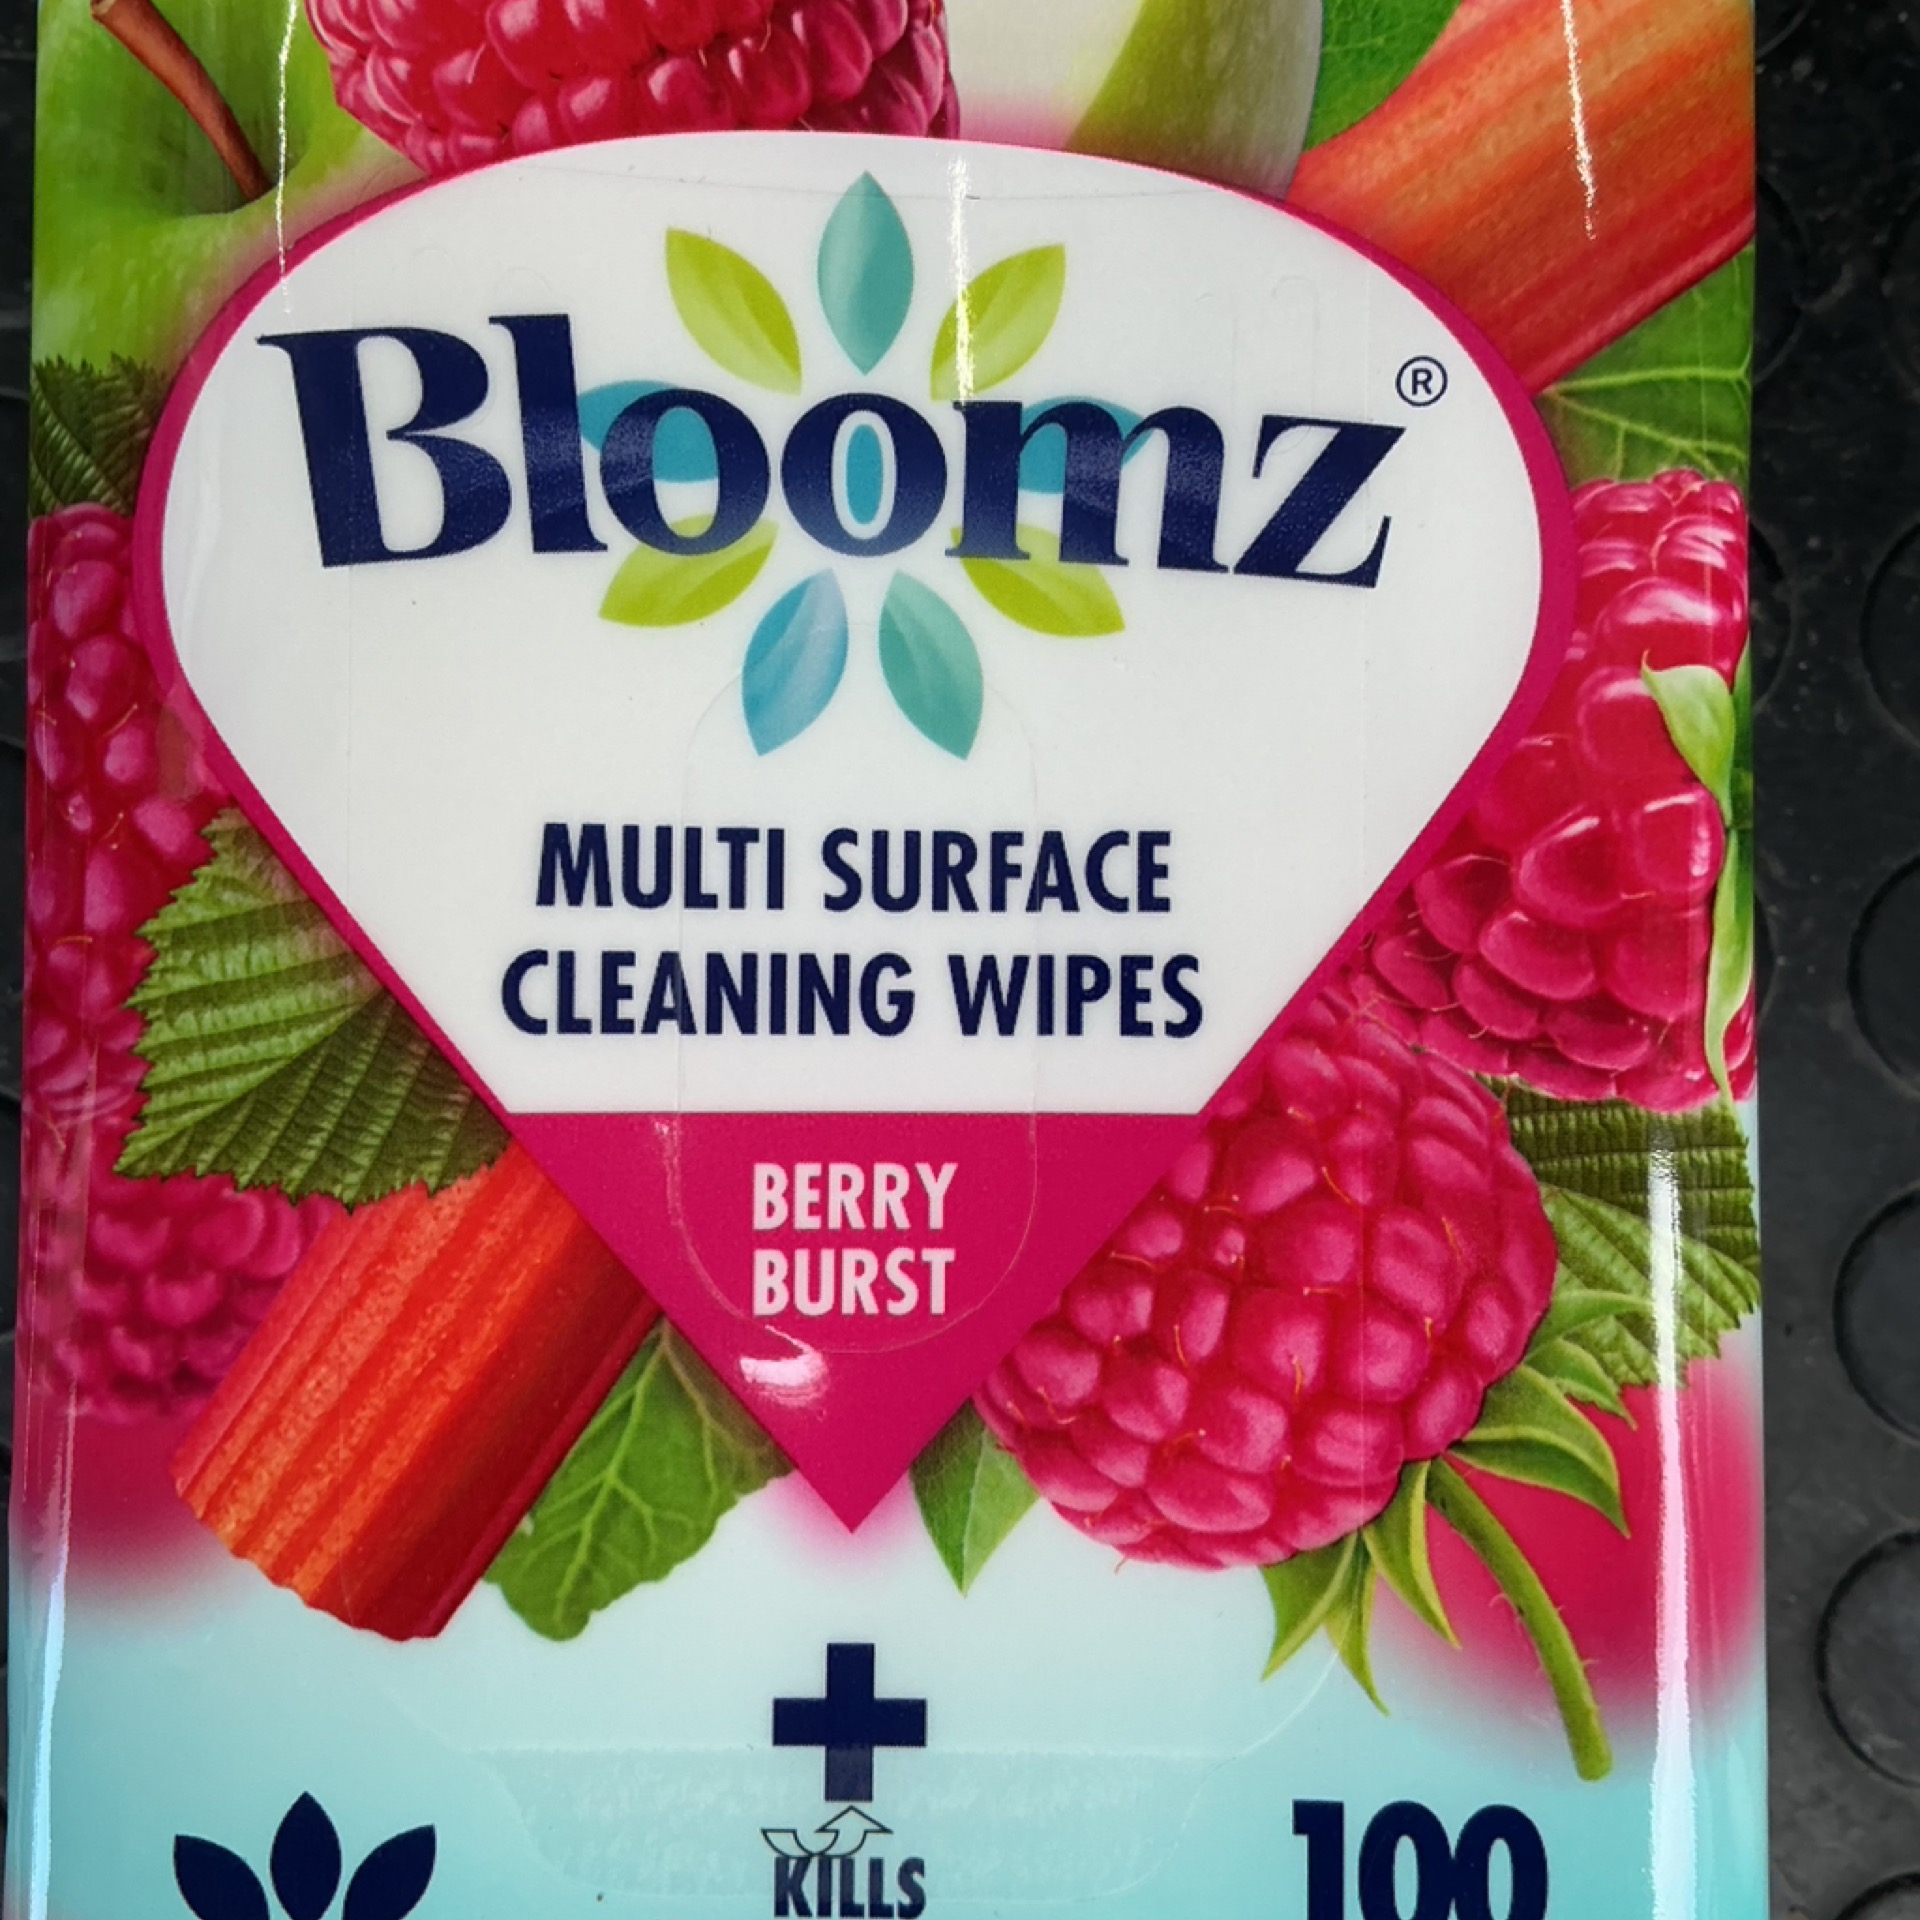 Bloomz®
MULTI SURFACE
CLEANING WIPES
BERRY
BURST
KILLS
100